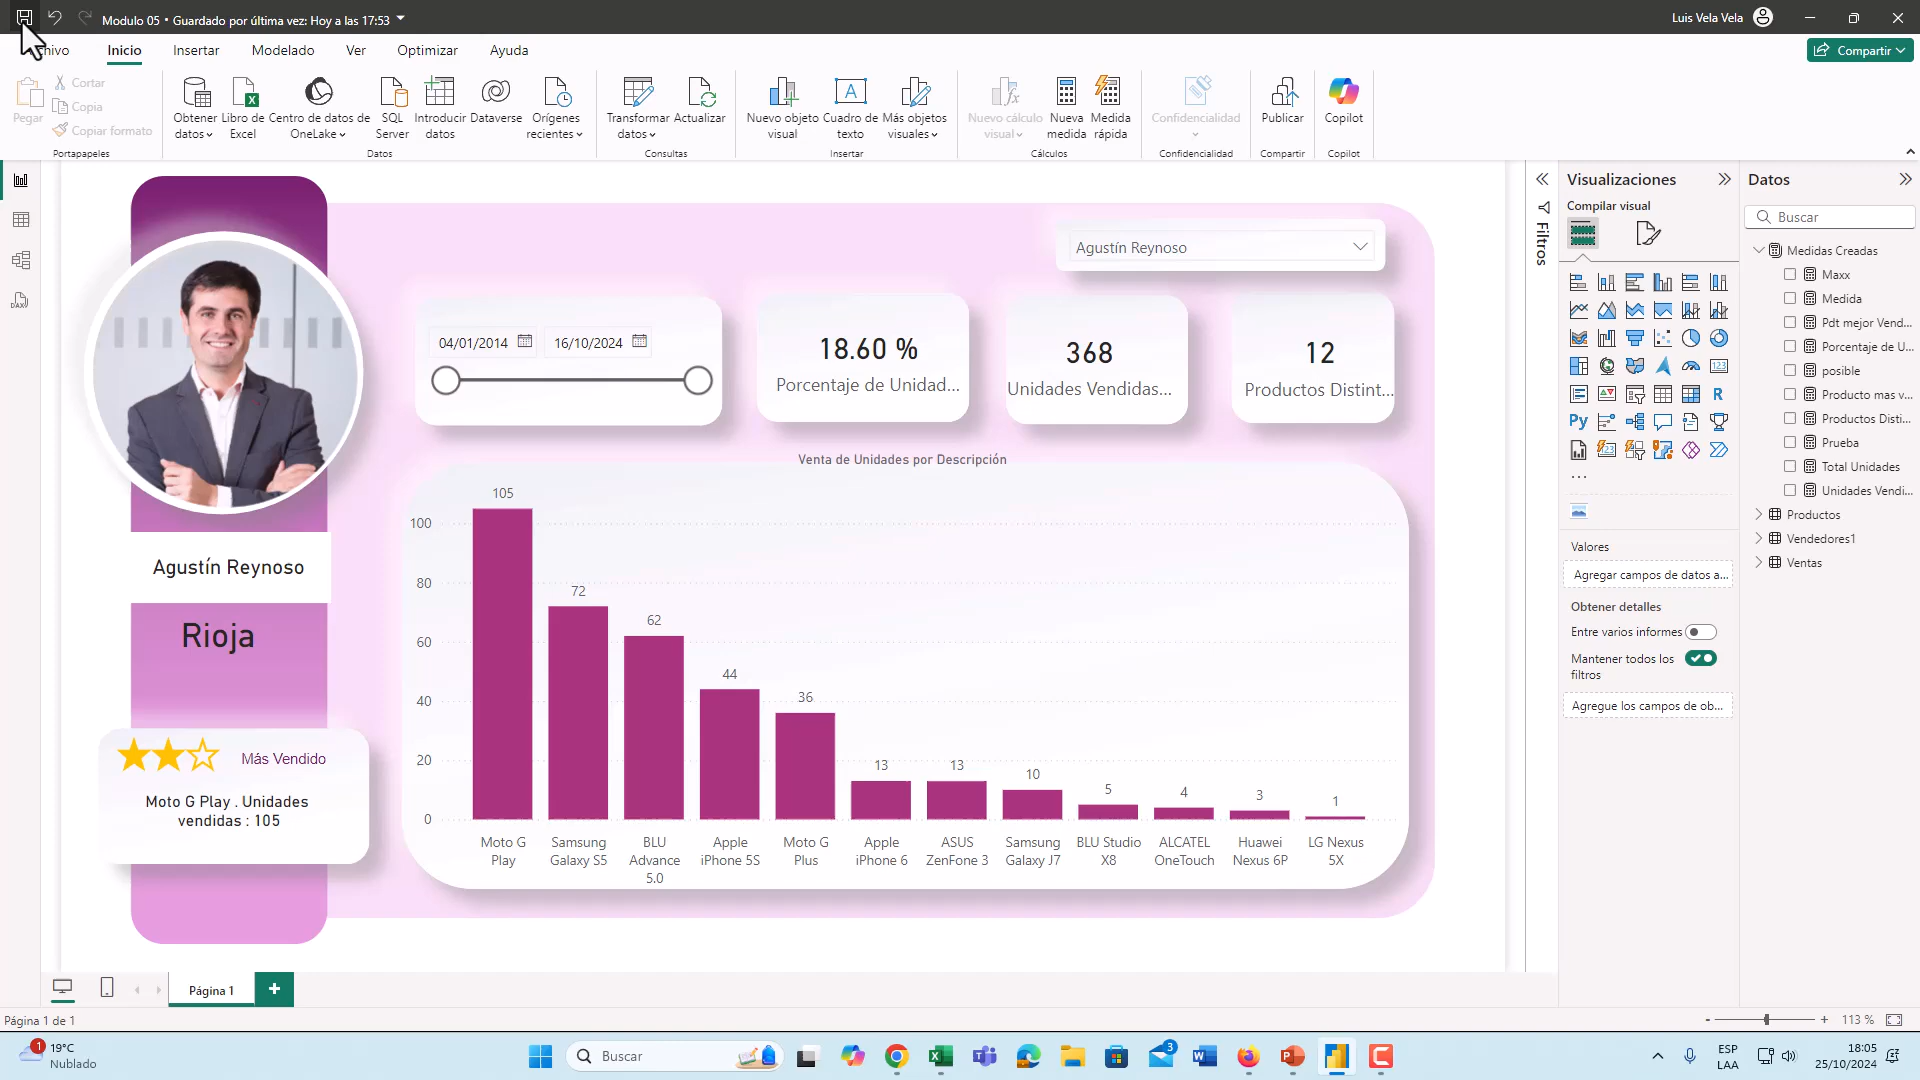 Modulo 05 • Guardado por última vez: Hoy a las 17:53
Luis Vela Vela
Inicio
Insertar
Modelado
Ver
Optimizar
Ayuda
Compartir
Pegar
Cortar
Copia
Copiar formato
Portapapeles
Obtener datos
Libro de Excel
Centro de datos de OneLake
SQL Server
Introducir datos
Dataverse
Orígenes recientes
Datos
Transformar datos
Actualizar
Consultas
Nuevo objeto visual
Cuadro de texto
Más objetos visuales
Insertar
Nuevo cálculo visual
Nueva medida
Medida rápida
Cálculos
Confidencialidad
Confidencialidad
Publicar
Compartir
Copilot
Copilot
Agustín Reynoso
04/01/2014
16/10/2024
18.60 %
Porcentaje de Unidad...
368
Unidades Vendidas...
12
Productos Distint...
Agustín Reynoso
Rioja
Más Vendido
Moto G Play . Unidades
vendidas : 105
Venta de Unidades por Descripción
100
80
60
40
20
0
105
72
62
44
36
13
13
10
5
4
3
1
Moto G Play
Samsung Galaxy S5
BLU Advance 5.0
Apple iPhone 5S
Moto G Plus
Apple iPhone 6
ASUS ZenFone 3
Samsung Galaxy J7
BLU Studio X8
ALCATEL OneTouch
Huawei Nexus 6P
LG Nexus 5X
Filtros
Visualizaciones
Compilar visual
Valores
Agregar campos de datos a...
Obtener detalles
Entre varios informes
Mantener todos los
filtros
Agregue los campos de ob...
Datos
Buscar
Medidas Creadas
Maxx
Medida
Pdt mejor Vend...
Porcentaje de U...
posible
Producto mas v...
Productos Disti...
Prueba
Total Unidades
Unidades Vendi...
Productos
Vendedores1
Ventas
Página 1
Página 1 de 1
113 %
1
19°C
Nublado
Buscar
3
ESP
LAA
18:05
25/10/2024